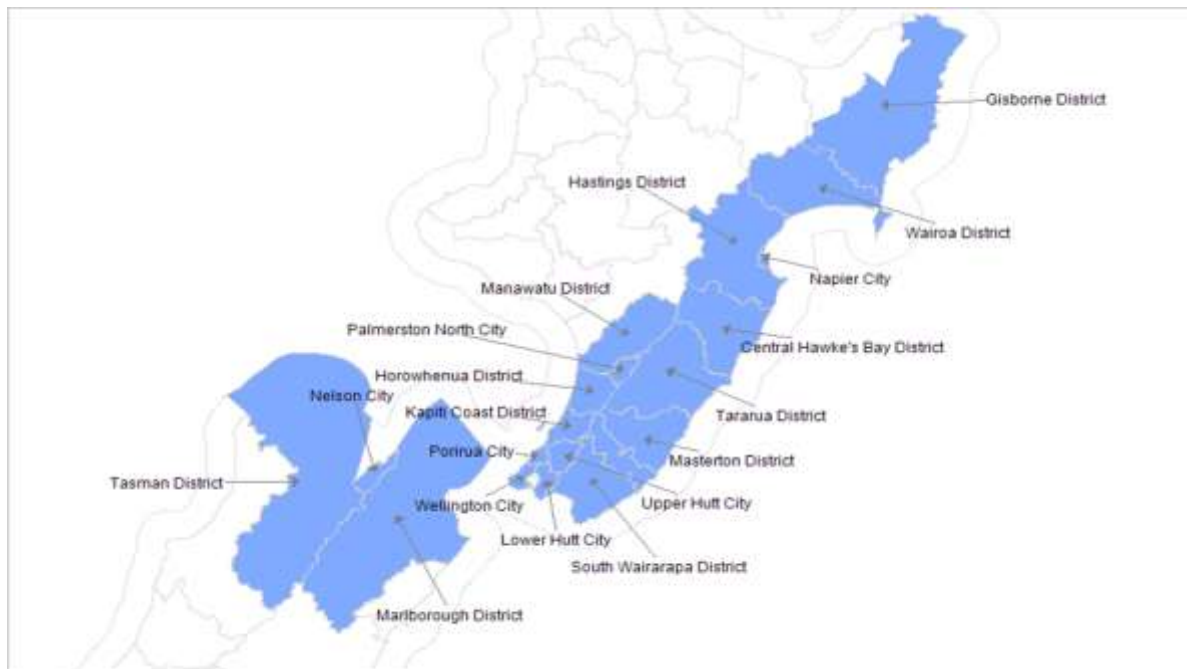 Gisborne District
Hastings District
Wairoa District
Napier City
Manawatu District
Palmerston North City
Central Hawke's Bay District
Horowhenua District
Nelson City
Kapiti Coast District
Tararua District
Porirua City
Masterton District
Tasman District
Wellington City
Upper Hutt City
Lower Hutt City
South Wairarapa District
Marlborough District